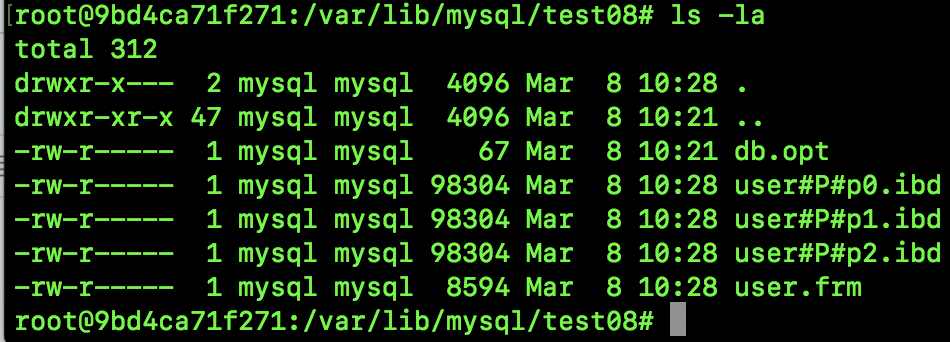 [root@9bd4ca71f271:/var/lib/mysql/test08# ls -la
total 312
drwxr-x---  2 mysql mysql  4096 Mar  8 10:28 .
drwxr-xr-x 47 mysql mysql  4096 Mar  8 10:21 ..
-rw-r-----  1 mysql mysql    67 Mar  8 10:21 db.opt
-rw-r-----  1 mysql mysql 98304 Mar  8 10:28 user#P#p0.ibd
-rw-r-----  1 mysql mysql 98304 Mar  8 10:28 user#P#p1.ibd
-rw-r-----  1 mysql mysql 98304 Mar  8 10:28 user#P#p2.ibd
-rw-r-----  1 mysql mysql  8594 Mar  8 10:28 user.frm
root@9bd4ca71f271:/var/lib/mysql/test08#